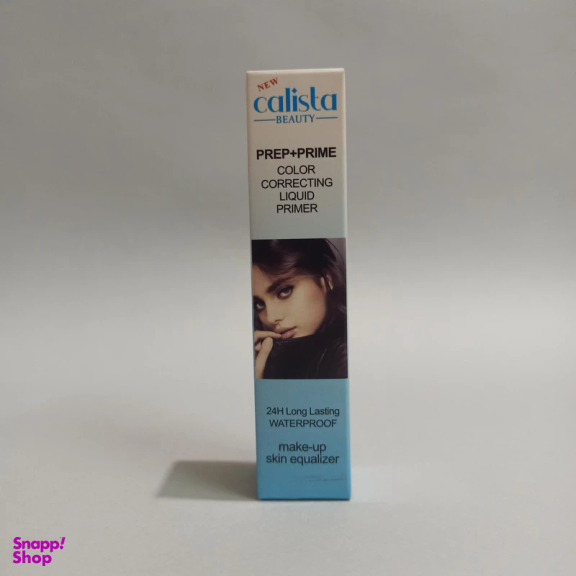 NEW
calista
BEAUTY
PREP+PRIME
COLOR
CORRECTING
LIQUID
PRIMER
24H Long Lasting
WATERPROOF
make-up
skin equalizer
Snapp!
Shop